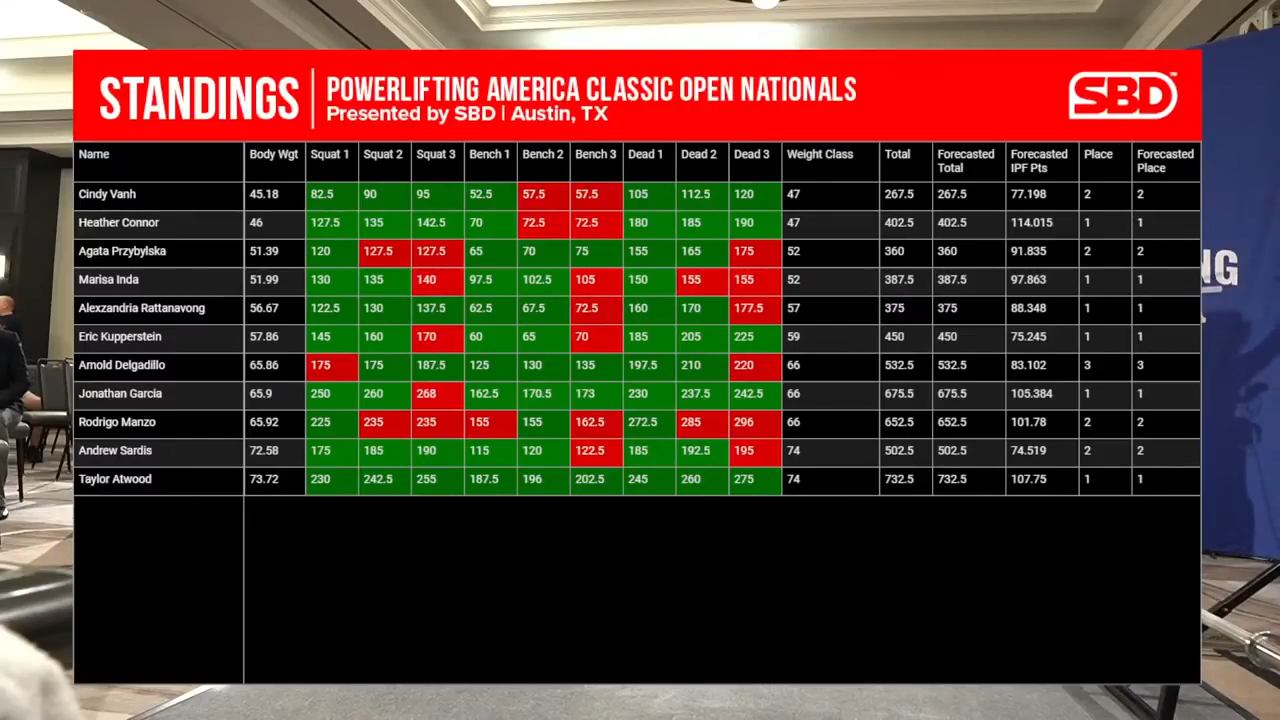 STANDINGS
POWERLIFTING AMERICA CLASSIC OPEN NATIONALS
Presented by SBD | Austin, TX
SBD™
Name Body Wgt Squat 1 Squat 2 Squat 3 Bench 1 Bench 2 Bench 3 Dead 1 Dead 2 Dead 3 Weight Class Total Forecasted Total Forecasted IPF Pts Place Forecasted Place
Cindy Vanh 45.18 82.5 90 95 52.5 57.5 57.5 105 112.5 120 47 267.5 267.5 77.198 2 2
Heather Connor 46 127.5 135 142.5 70 72.5 72.5 180 185 190 47 402.5 402.5 114.015 1 1
Agata Przybylska 51.39 120 127.5 127.5 65 70 75 155 165 175 52 360 360 91.835 2 2
Marisa Inda 51.99 130 135 140 97.5 102.5 105 150 155 155 52 387.5 387.5 97.863 1 1
Alexzandria Rattanavong 56.67 122.5 130 137.5 62.5 67.5 72.5 160 170 177.5 57 375 375 88.348 1 1
Eric Kupperstein 57.86 145 160 170 60 65 70 185 205 225 59 450 450 75.245 1 1
Arnold Delgadillo 65.86 175 175 187.5 125 130 135 197.5 210 220 66 532.5 532.5 83.102 3 3
Jonathan Garcia 65.9 250 260 268 162.5 170.5 173 230 237.5 242.5 66 675.5 675.5 105.384 1 1
Rodrigo Manzo 65.92 225 235 235 155 155 162.5 272.5 285 296 66 652.5 652.5 101.78 2 2
Andrew Sardis 72.58 175 185 190 115 120 122.5 185 192.5 195 74 502.5 502.5 74.519 2 2
Taylor Atwood 73.72 230 242.5 255 187.5 196 202.5 245 260 275 74 732.5 732.5 107.75 1 1